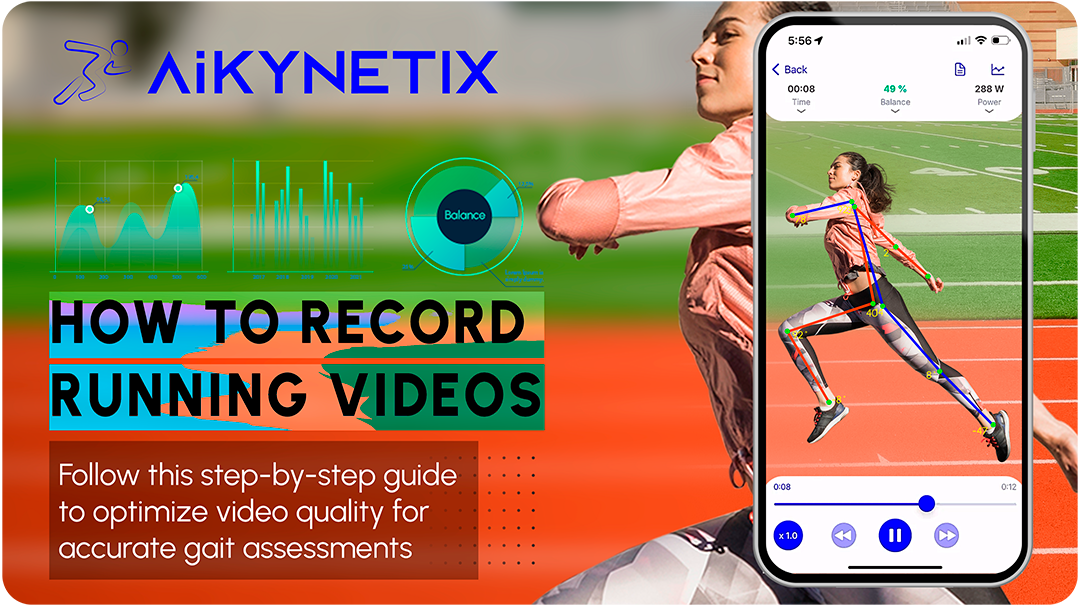 AiKYNETIX
Balance
HOW TO RECORD
RUNNING VIDEOS
Follow this step-by-step guide
to optimize video quality for
accurate gait assessments
5:56
Back
00:08 49 % 288 W
Time Balance Power
40°
0:08 0:12
x 1.0